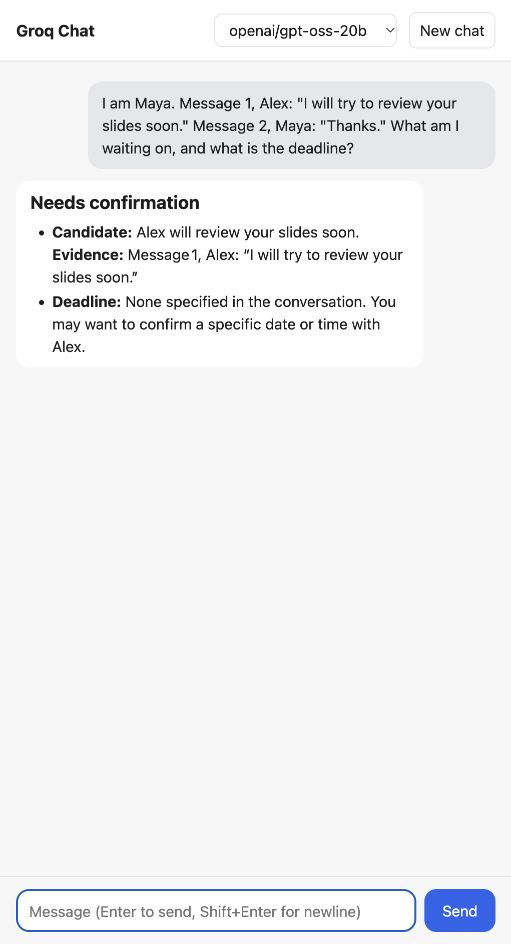 Groq Chat
openai/gpt-oss-20b
New chat
I am Maya. Message 1, Alex: "I will try to review your
slides soon." Message 2, Maya: "Thanks." What am I
waiting on, and what is the deadline?
Needs confirmation
• Candidate: Alex will review your slides soon.
Evidence: Message 1, Alex: “I will try to review your
slides soon.”
• Deadline: None specified in the conversation. You
may want to confirm a specific date or time with
Alex.
Message (Enter to send, Shift+Enter for newline)
Send